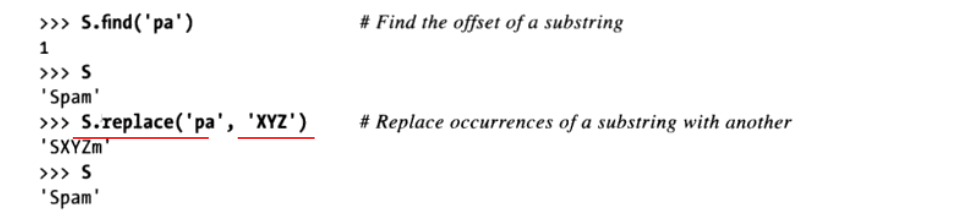 >>> S.find('pa') # Find the offset of a substring
1
>>> S
'Spam'
>>> S.replace('pa', 'XYZ') # Replace occurrences of a substring with another
'SXYZm'
>>> S
'Spam'